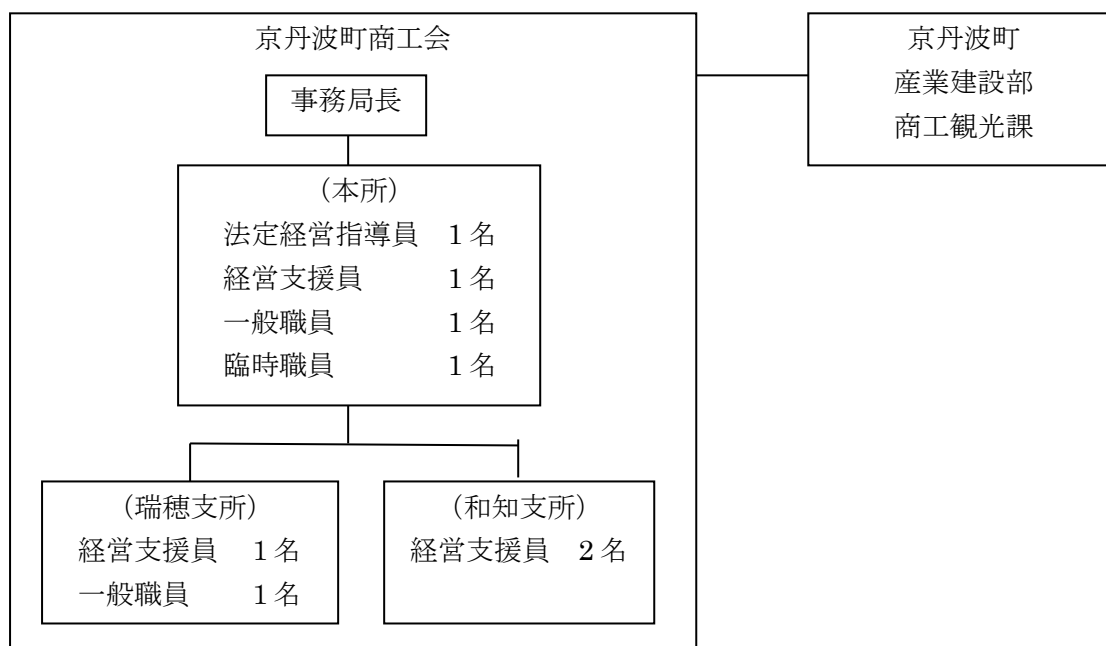 京丹波町商工会
事務局長
(本所)
法定経営指導員 1名
経営支援員 1名
一般職員 1名
臨時職員 1名
(瑞穂支所)
経営支援員 1名
一般職員 1名
(和知支所)
経営支援員 2名
京丹波町
産業建設部
商工観光課